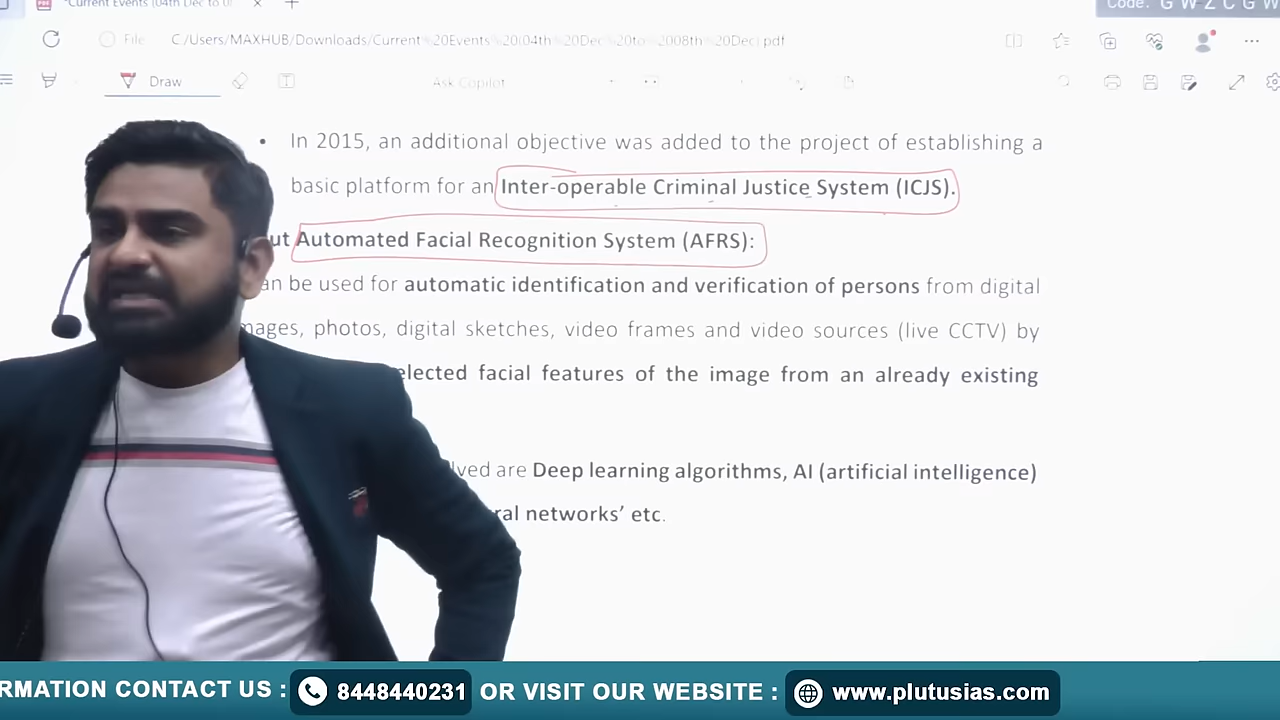 "Current Events (04th Dec to 0
Code: G W Z C G W
File C:/Users/MAXHUB/Downloads/Current%20Events%20(04th%20Dec%20to%2008th%20Dec).pdf
Draw Ask Copilot
• In 2015, an additional objective was added to the project of establishing a
basic platform for an Inter-operable Criminal Justice System (ICJS).
ut Automated Facial Recognition System (AFRS):
an be used for automatic identification and verification of persons from digital
mages, photos, digital sketches, video frames and video sources (live CCTV) by
elected facial features of the image from an already existing
lved are Deep learning algorithms, AI (artificial intelligence)
ral networks’ etc.
RMATION CONTACT US : 8448440231 OR VISIT OUR WEBSITE : www.plutusias.com